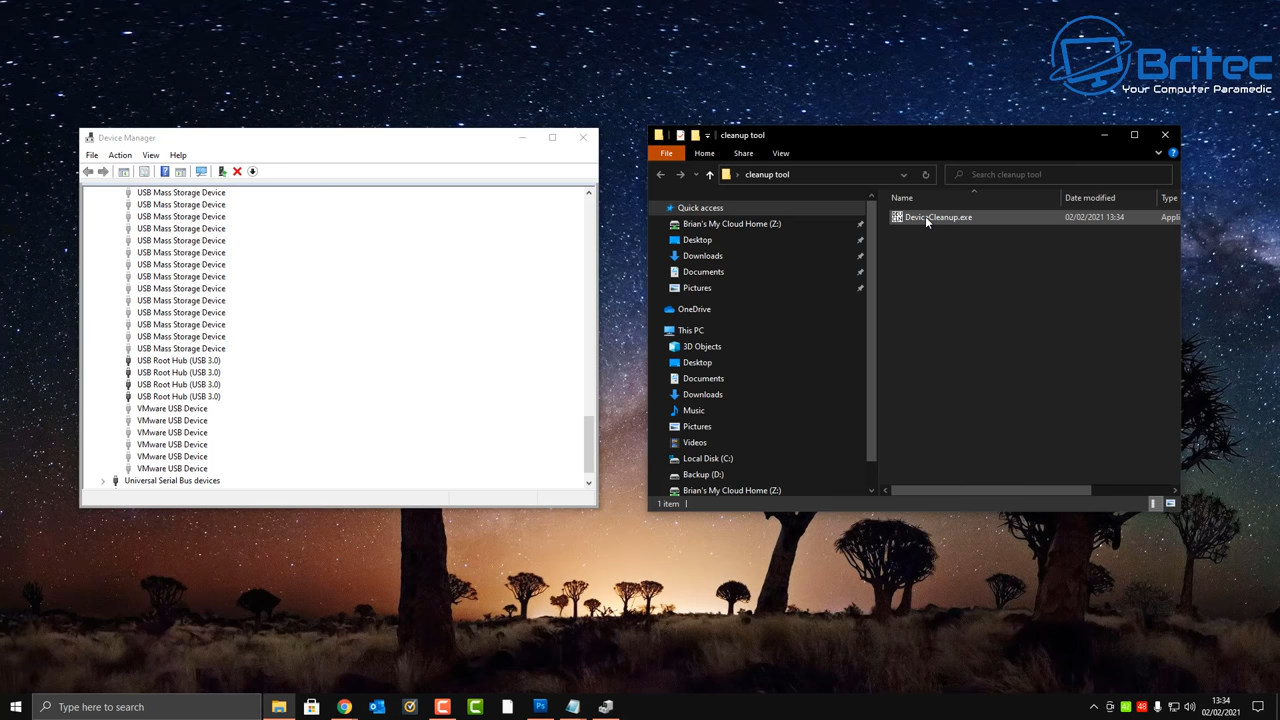 Britec
Your Computer Paramedic
Device Manager
File Action View Help
USB Mass Storage Device
USB Mass Storage Device
USB Mass Storage Device
USB Mass Storage Device
USB Mass Storage Device
USB Mass Storage Device
USB Mass Storage Device
USB Mass Storage Device
USB Mass Storage Device
USB Mass Storage Device
USB Mass Storage Device
USB Mass Storage Device
USB Mass Storage Device
USB Mass Storage Device
USB Root Hub (USB 3.0)
USB Root Hub (USB 3.0)
USB Root Hub (USB 3.0)
USB Root Hub (USB 3.0)
VMware USB Device
VMware USB Device
VMware USB Device
VMware USB Device
VMware USB Device
VMware USB Device
Universal Serial Bus devices
cleanup tool
File Home Share View
cleanup tool
Search cleanup tool
Name Date modified Type
Quick access
Brian's My Cloud Home (Z:)
Desktop
Downloads
Documents
Pictures
OneDrive
This PC
3D Objects
Desktop
Documents
Downloads
Music
Pictures
Videos
Local Disk (C:)
Backup (D:)
Brian's My Cloud Home (Z:)
DeviceCleanup.exe 02/02/2021 13:34 Appli
1 item
Type here to search
47 48
13:34
02/02/2021